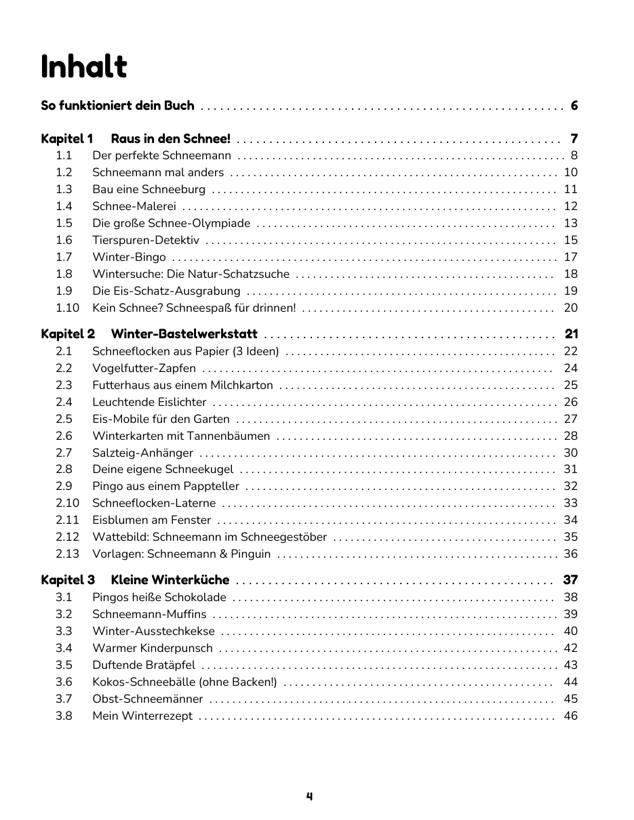 Inhalt
So funktioniert dein Buch . . . . . . . . . . . . . . . . . . . . . . . . . . . . 6
Kapitel 1 Raus in den Schnee! . . . . . . . . . . . . . . . . . . . . . . . . . . . . 7
1.1 Der perfekte Schneemann . . . . . . . . . . . . . . . . . . . . . . . . . . . . 8
1.2 Schneemann mal anders . . . . . . . . . . . . . . . . . . . . . . . . . . . . 10
1.3 Bau eine Schneeburg . . . . . . . . . . . . . . . . . . . . . . . . . . . . 11
1.4 Schnee-Malerei . . . . . . . . . . . . . . . . . . . . . . . . . . . . 12
1.5 Die große Schnee-Olympiade . . . . . . . . . . . . . . . . . . . . . . . . . . . . 13
1.6 Tierspuren-Detektiv . . . . . . . . . . . . . . . . . . . . . . . . . . . . 15
1.7 Winter-Bingo . . . . . . . . . . . . . . . . . . . . . . . . . . . . 17
1.8 Wintersuche: Die Natur-Schatzsuche . . . . . . . . . . . . . . . . . . . . . . . . . . . . 18
1.9 Die Eis-Schatz-Ausgrabung . . . . . . . . . . . . . . . . . . . . . . . . . . . . 19
1.10 Kein Schnee? Schneespaß für drinnen! . . . . . . . . . . . . . . . . . . . . . . . . . . . . 20
Kapitel 2 Winter-Bastelwerkstatt . . . . . . . . . . . . . . . . . . . . . . . . . . . . 21
2.1 Schneeflocken aus Papier (3 Ideen) . . . . . . . . . . . . . . . . . . . . . . . . . . . . 22
2.2 Vogelfutter-Zapfen . . . . . . . . . . . . . . . . . . . . . . . . . . . . 24
2.3 Futterhaus aus einem Milchkarton . . . . . . . . . . . . . . . . . . . . . . . . . . . . 25
2.4 Leuchtende Eislichter . . . . . . . . . . . . . . . . . . . . . . . . . . . . 26
2.5 Eis-Mobile für den Garten . . . . . . . . . . . . . . . . . . . . . . . . . . . . 27
2.6 Winterkarten mit Tannenbäumen . . . . . . . . . . . . . . . . . . . . . . . . . . . . 28
2.7 Salzteig-Anhänger . . . . . . . . . . . . . . . . . . . . . . . . . . . . 30
2.8 Deine eigene Schneekugel . . . . . . . . . . . . . . . . . . . . . . . . . . . . 31
2.9 Pingo aus einem Pappteller . . . . . . . . . . . . . . . . . . . . . . . . . . . . 32
2.10 Schneeflocken-Laterne . . . . . . . . . . . . . . . . . . . . . . . . . . . . 33
2.11 Eisblumen am Fenster . . . . . . . . . . . . . . . . . . . . . . . . . . . . 34
2.12 Wattebild: Schneemann im Schneegestöber . . . . . . . . . . . . . . . . . . . . . . . . . . . . 35
2.13 Vorlagen: Schneemann & Pinguin . . . . . . . . . . . . . . . . . . . . . . . . . . . . 36
Kapitel 3 Kleine Winterküche . . . . . . . . . . . . . . . . . . . . . . . . . . . . 37
3.1 Pingos heiße Schokolade . . . . . . . . . . . . . . . . . . . . . . . . . . . . 38
3.2 Schneemann-Muffins . . . . . . . . . . . . . . . . . . . . . . . . . . . . 39
3.3 Winter-Ausstechkekse . . . . . . . . . . . . . . . . . . . . . . . . . . . . 40
3.4 Warmer Kinderpunsch . . . . . . . . . . . . . . . . . . . . . . . . . . . . 42
3.5 Duftende Bratäpfel . . . . . . . . . . . . . . . . . . . . . . . . . . . . 43
3.6 Kokos-Schneebälle (ohne Backen!) . . . . . . . . . . . . . . . . . . . . . . . . . . . . 44
3.7 Obst-Schneemänner . . . . . . . . . . . . . . . . . . . . . . . . . . . . 45
3.8 Mein Winterrezept . . . . . . . . . . . . . . . . . . . . . . . . . . . . 46
4